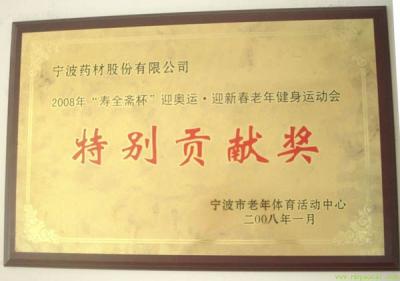 宁波药材股份有限公司
2008年“寿全斋杯”迎奥运·迎新春老年健身运动会
特别贡献奖
宁波市老年体育活动中心
二00八年一月